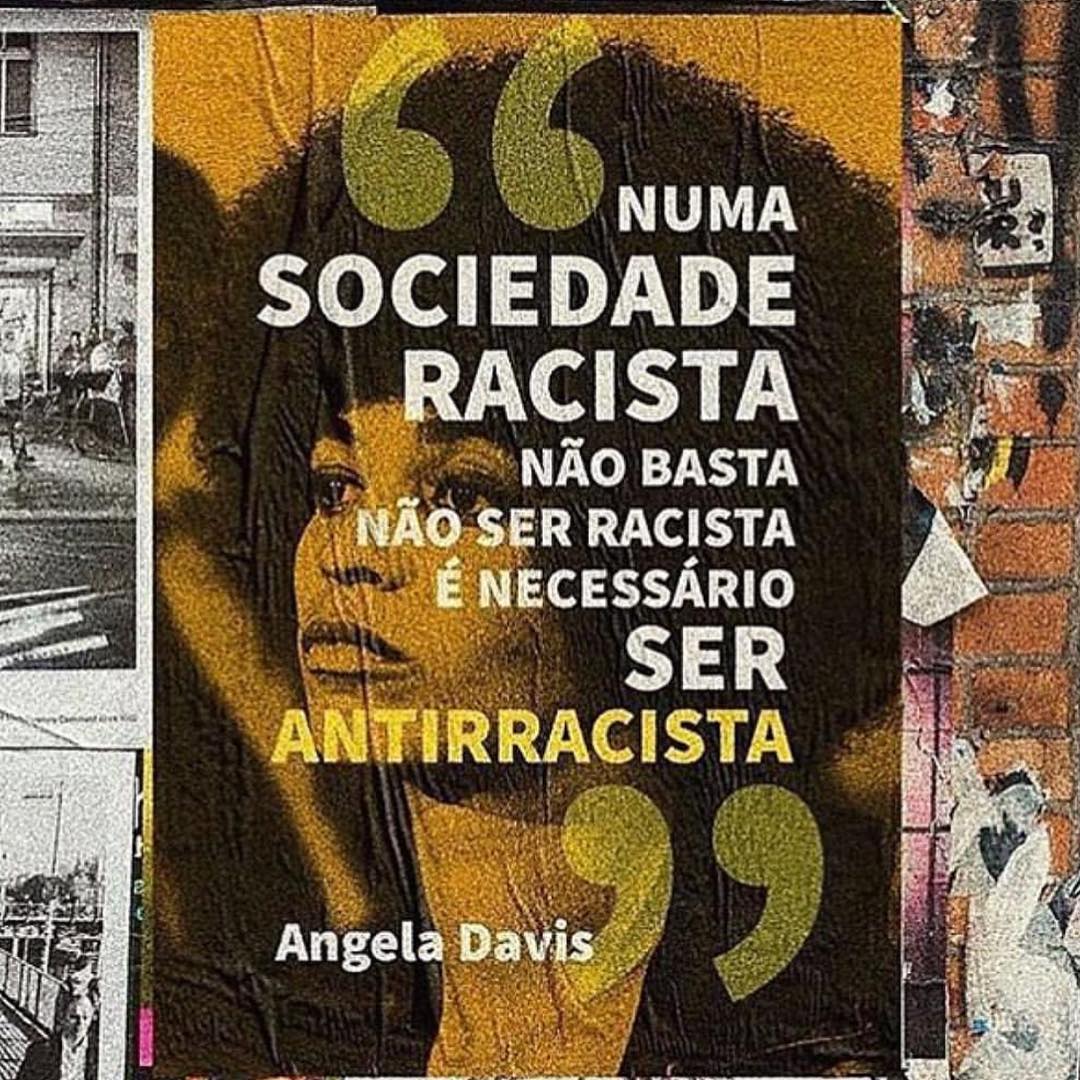 “
NUMA
SOCIEDADE
RACISTA
NÃO BASTA
NÃO SER RACISTA
É NECESSÁRIO
SER
ANTIRRACISTA
”
Angela Davis